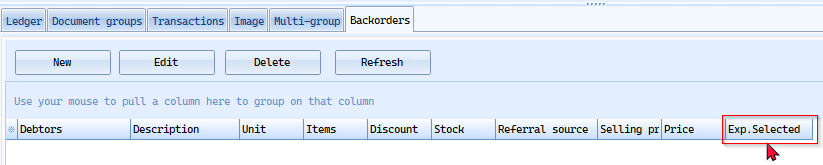 Ledger Document groups Transactions Image Multi-group Backorders
New Edit Delete Refresh
Use your mouse to pull a column here to group on that column
Debtors Description Unit Items Discount Stock Referral source Selling pr Price Exp.Selected